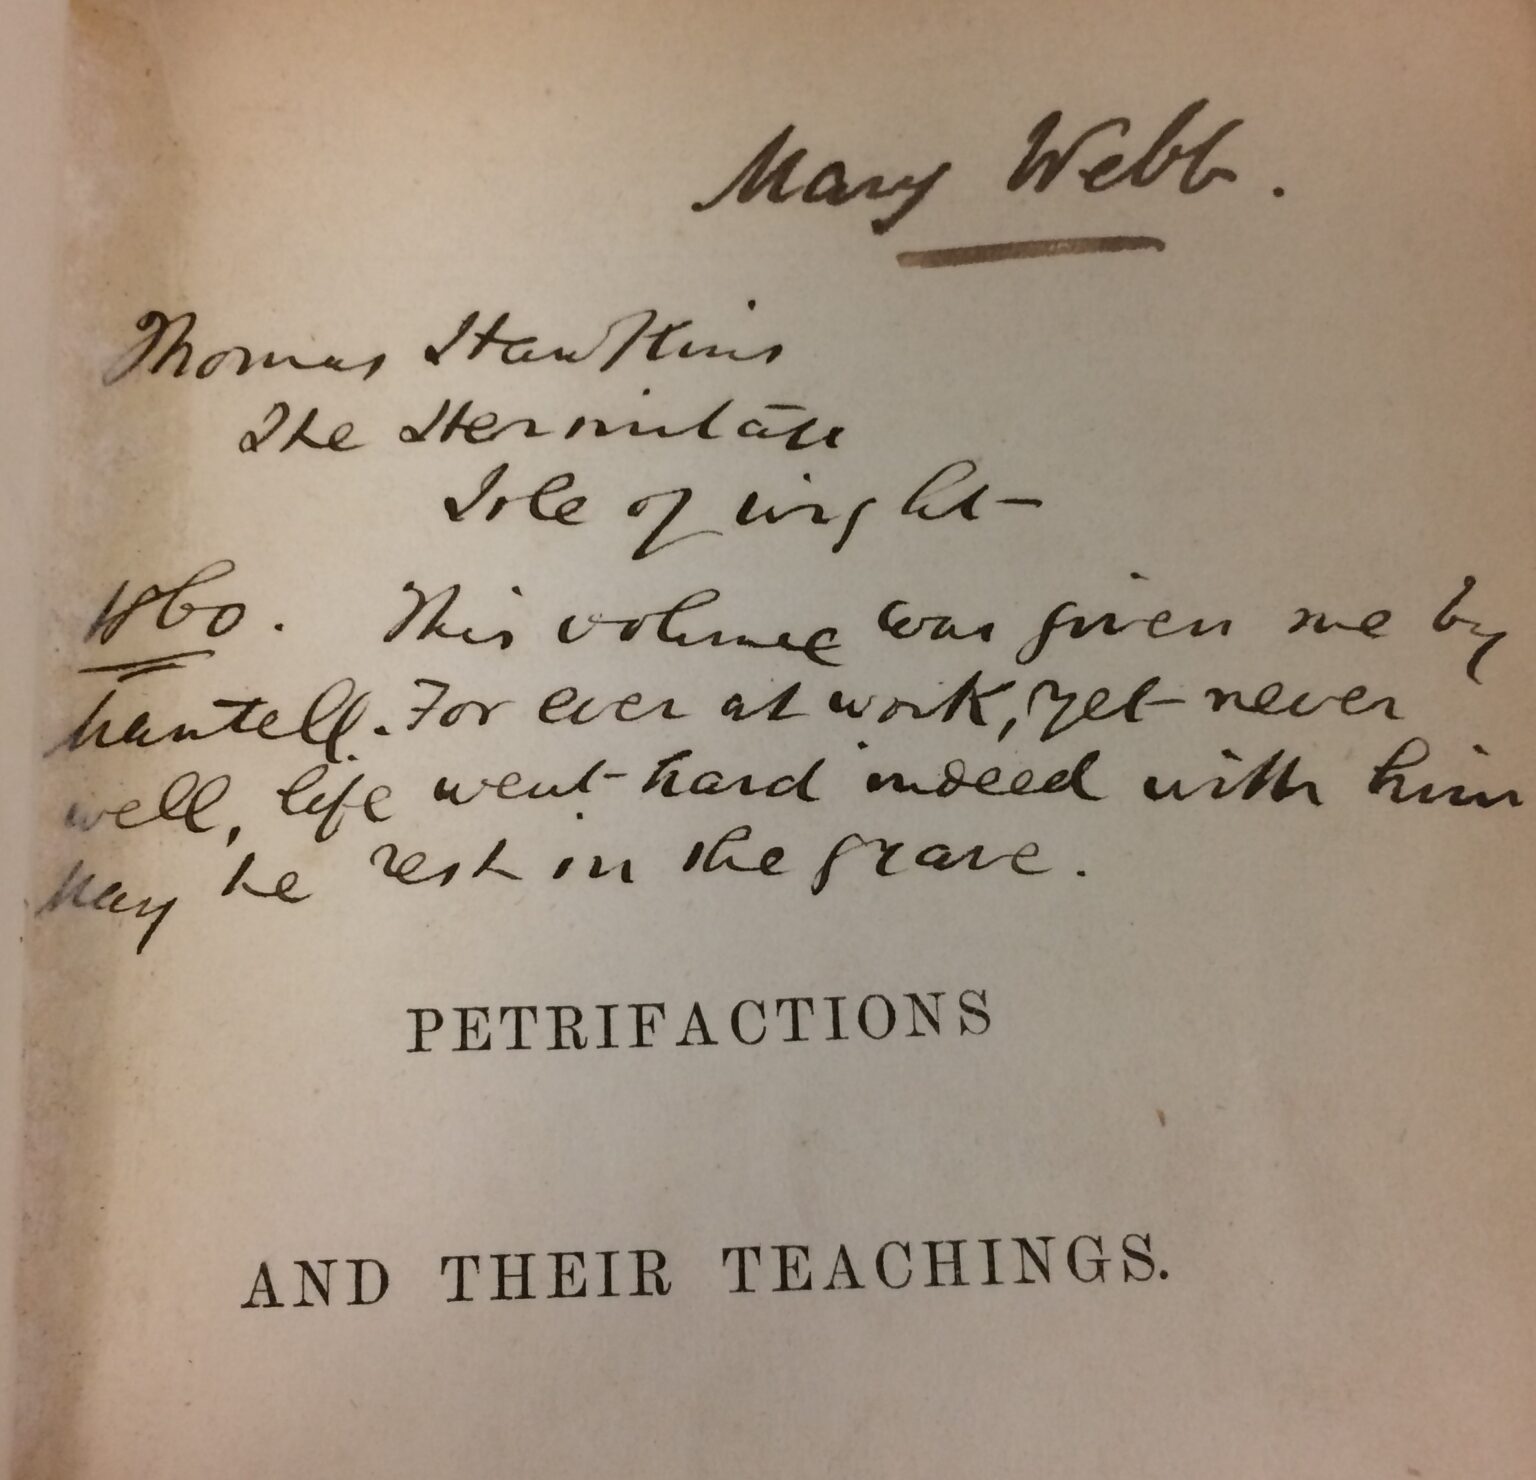 Mary Webb.
Thomas Hawkins
The Hermitage
Isle of Wight
1860. This volume was given me by
Mantell. For ever at work, yet never
well, life went hard indeed with him
May he rest in the grave.
PETRIFACTIONS
AND THEIR TEACHINGS.